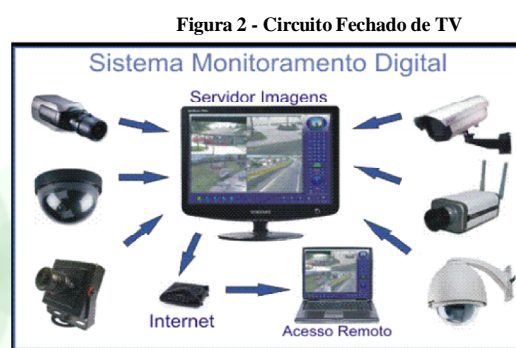 Figura 2 - Circuito Fechado de TV
Sistema Monitoramento Digital
Servidor Imagens
Internet
Acesso Remoto